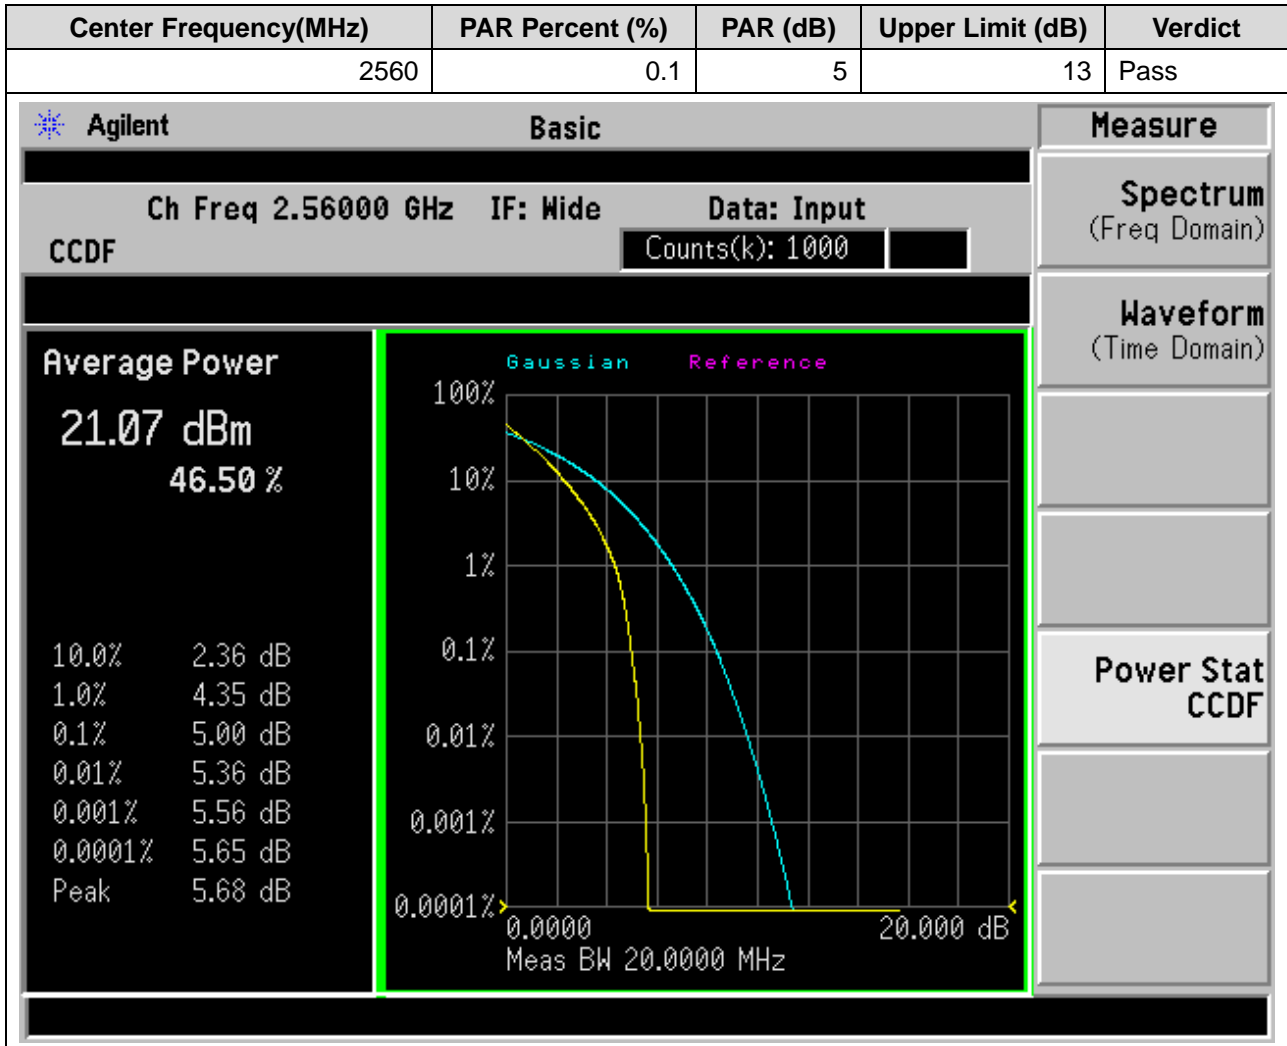 Center Frequency(MHz) PAR Percent (%) PAR (dB) Upper Limit (dB) Verdict
2560 0.1 5 13 Pass
Agilent Basic Measure
Ch Freq 2.56000 GHz IF: Wide Data: Input
CCDF Counts(k): 1000
Spectrum
(Freq Domain)
Waveform
(Time Domain)
Power Stat
CCDF
Average Power
21.07 dBm
46.50 %
10.0% 2.36 dB
1.0% 4.35 dB
0.1% 5.00 dB
0.01% 5.36 dB
0.001% 5.56 dB
0.0001% 5.65 dB
Peak 5.68 dB
Gaussian Reference
100%
10%
1%
0.1%
0.01%
0.001%
0.0001%
0.0000 20.000 dB
Meas BW 20.0000 MHz